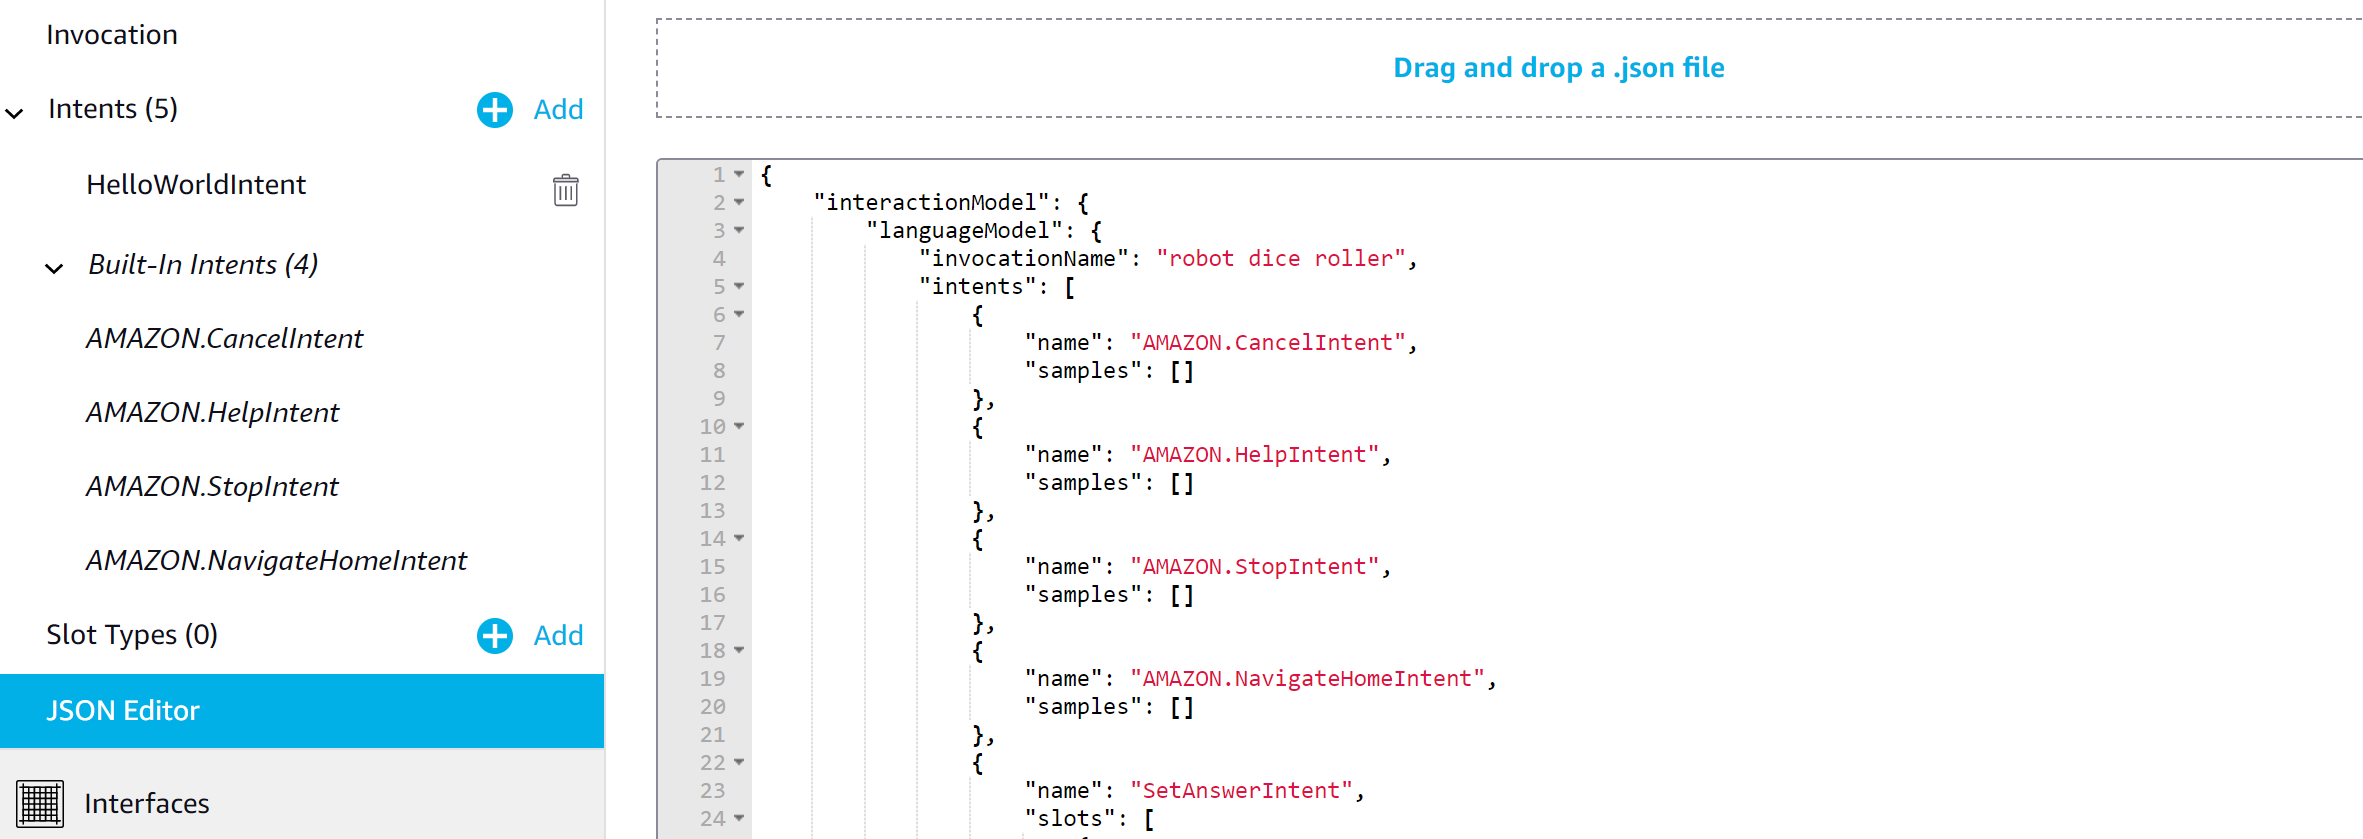 Invocation
Intents (5)
Add
HelloWorldIntent
Built-In Intents (4)
AMAZON.CancelIntent
AMAZON.HelpIntent
AMAZON.StopIntent
AMAZON.NavigateHomeIntent
Slot Types (0)
Add
JSON Editor
Interfaces
Drag and drop a .json file
1 {
2 "interactionModel": {
3 "languageModel": {
4 "invocationName": "robot dice roller",
5 "intents": [
6 {
7 "name": "AMAZON.CancelIntent",
8 "samples": []
9 },
10 {
11 "name": "AMAZON.HelpIntent",
12 "samples": []
13 },
14 {
15 "name": "AMAZON.StopIntent",
16 "samples": []
17 },
18 {
19 "name": "AMAZON.NavigateHomeIntent",
20 "samples": []
21 },
22 {
23 "name": "SetAnswerIntent",
24 "slots": [